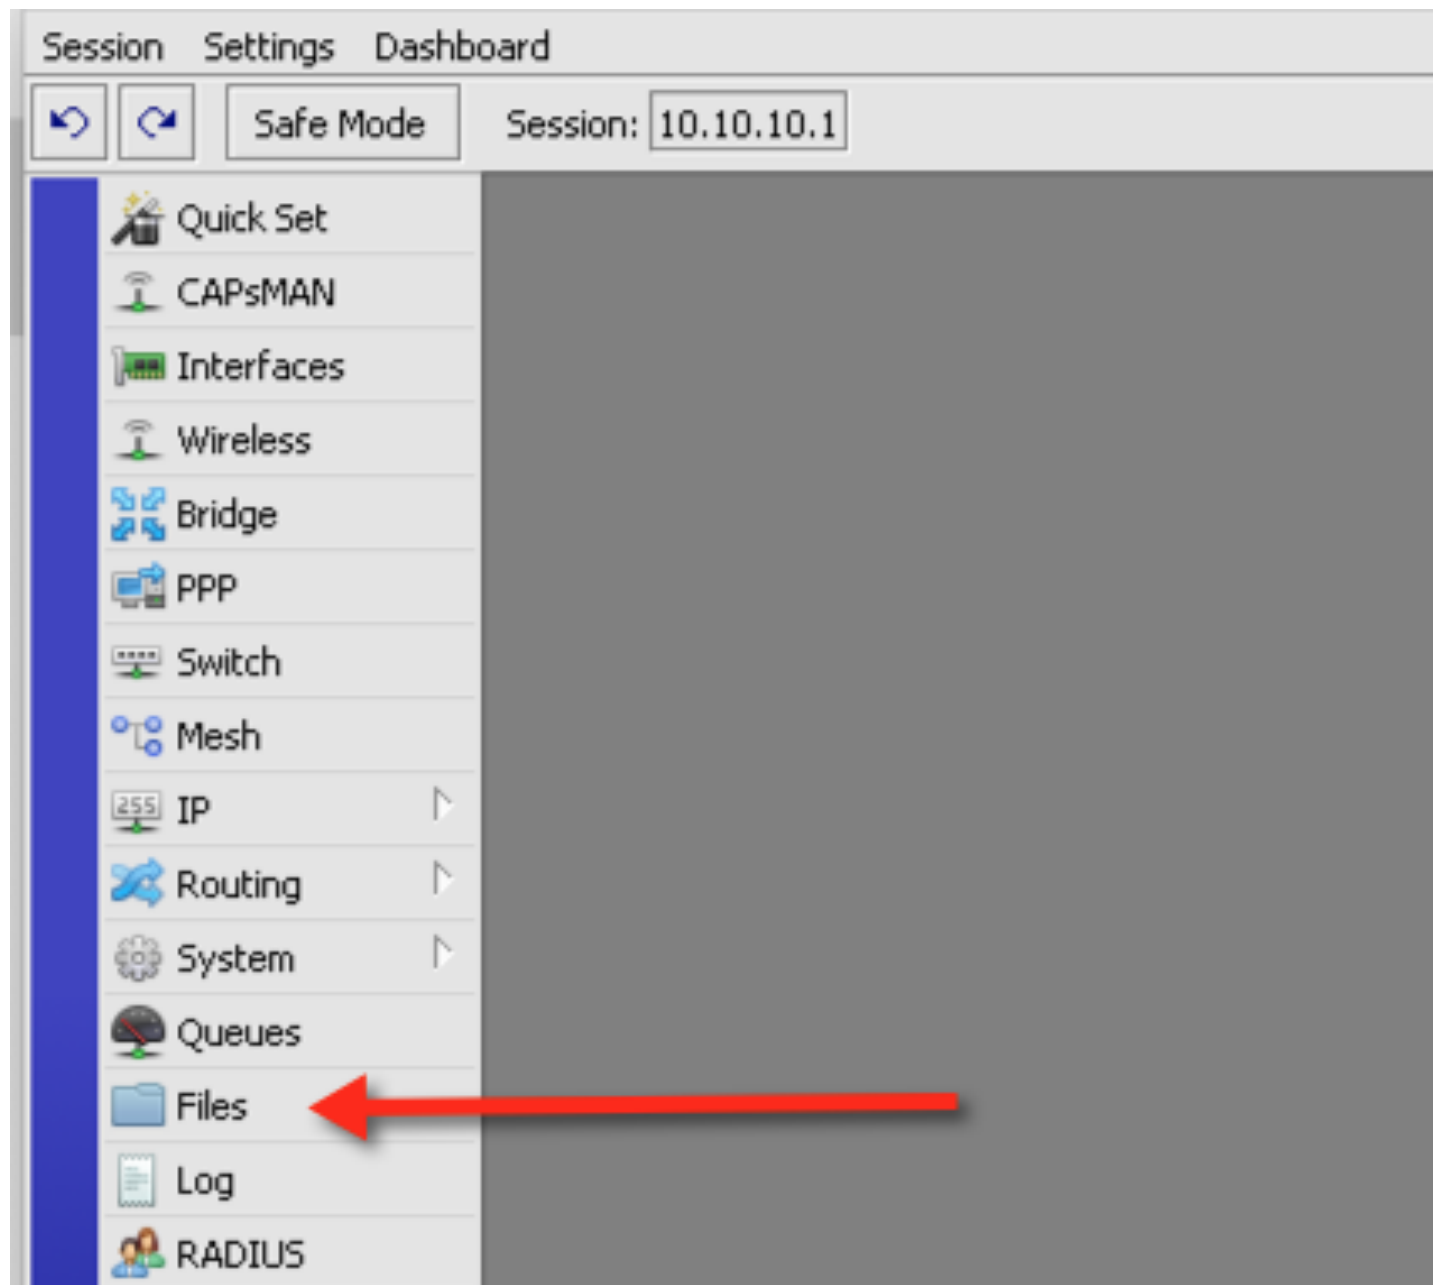 Session Settings Dashboard
Safe Mode Session: 10.10.10.1
Quick Set
CAPsMAN
Interfaces
Wireless
Bridge
PPP
Switch
Mesh
255 IP
Routing
System
Queues
Files
Log
RADIUS